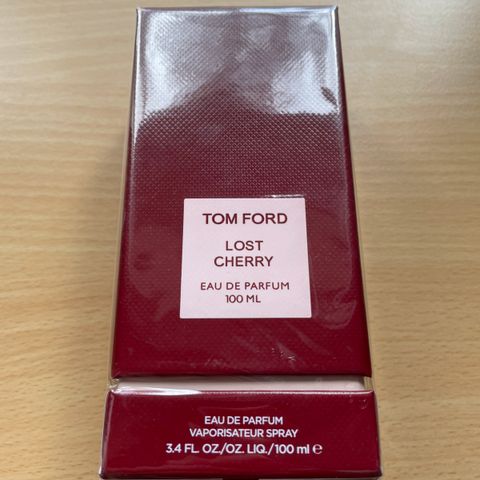 TOM FORD
LOST
CHERRY
EAU DE PARFUM
100 ML
EAU DE PARFUM
VAPORISATEUR SPRAY
3.4 FL. OZ./OZ. LIQ./100 ml ℮